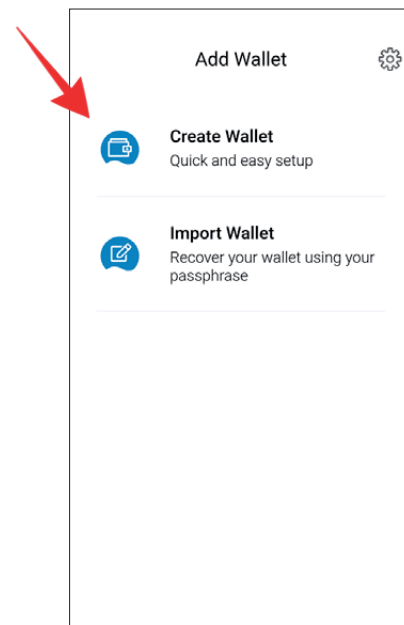 Add Wallet
Create Wallet
Quick and easy setup
Import Wallet
Recover your wallet using your
passphrase